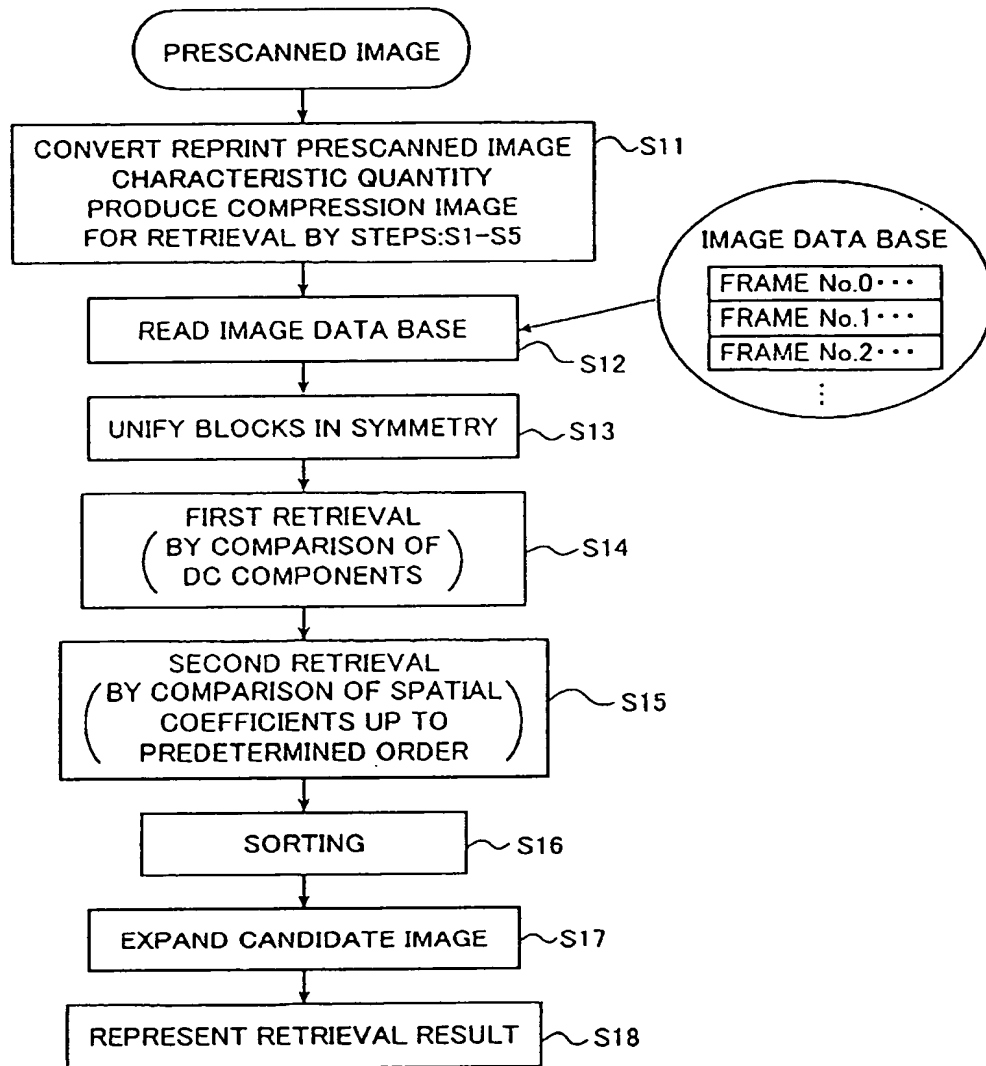 PRESCANNED IMAGE
CONVERT REPRINT PRESCANNED IMAGE
CHARACTERISTIC QUANTITY
PRODUCE COMPRESSION IMAGE
FOR RETRIEVAL BY STEPS:S1-S5
S11
IMAGE DATA BASE
FRAME No.0···
FRAME No.1···
FRAME No.2···
⋮
READ IMAGE DATA BASE
S12
UNIFY BLOCKS IN SYMMETRY
S13
FIRST RETRIEVAL
(BY COMPARISON OF
DC COMPONENTS)
S14
SECOND RETRIEVAL
(BY COMPARISON OF SPATIAL
COEFFICIENTS UP TO
PREDETERMINED ORDER)
S15
SORTING
S16
EXPAND CANDIDATE IMAGE
S17
REPRESENT RETRIEVAL RESULT
S18